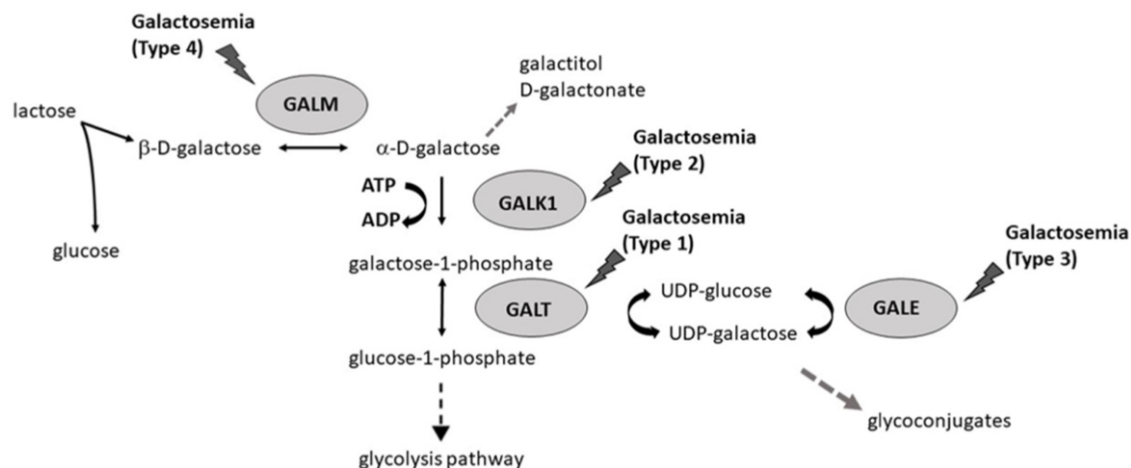 Galactosemia
(Type 4)
GALM
lactose
β-D-galactose
α-D-galactose
galactitol
D-galactonate
Galactosemia
(Type 2)
ATP
ADP
GALK1
glucose
Galactosemia
(Type 1)
Galactosemia
(Type 3)
galactose-1-phosphate
GALT
UDP-glucose
UDP-galactose
GALE
glucose-1-phosphate
glycoconjugates
glycolysis pathway